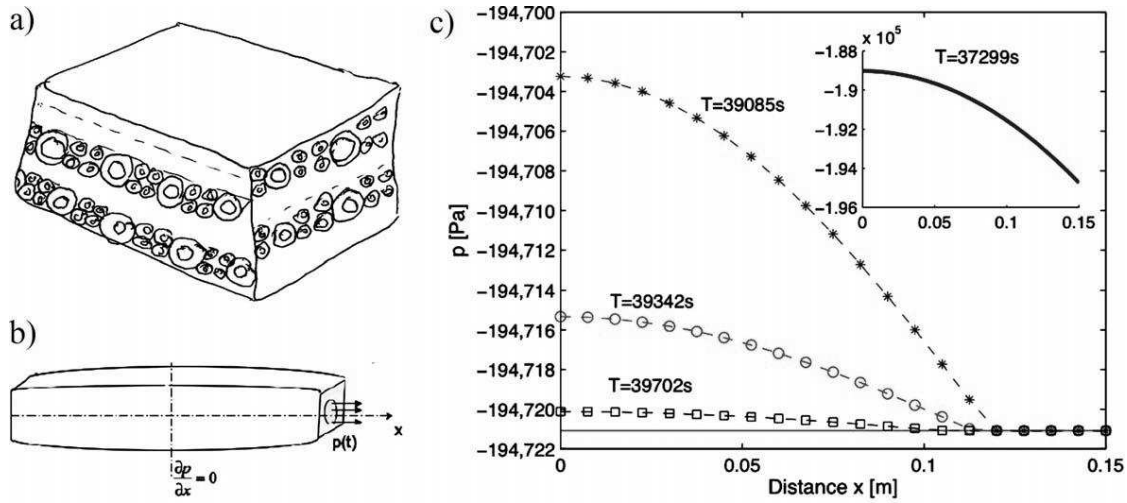 a)
b)
∂p/∂x = 0
p(t)
x
c)
p [Pa]
−194,700
−194,702
−194,704
−194,706
−194,708
−194,710
−194,712
−194,714
−194,716
−194,718
−194,720
−194,722
0
0.05
0.1
0.15
Distance x [m]
T=39085s
T=39342s
T=39702s
x 10⁵
−1.88
−1.9
−1.92
−1.94
−1.96
0
0.05
0.1
0.15
T=37299s